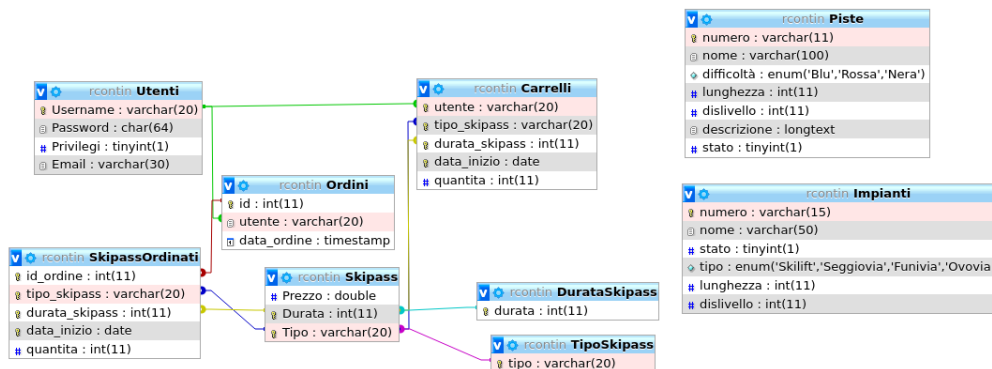 rcontin Piste
numero : varchar(11)
nome : varchar(100)
difficoltà : enum('Blu','Rossa','Nera')
lunghezza : int(11)
dislivello : int(11)
descrizione : longtext
stato : tinyint(1)
rcontin Utenti
Username : varchar(20)
Password : char(64)
Privilegi : tinyint(1)
Email : varchar(30)
rcontin Carrelli
utente : varchar(20)
tipo_skipass : varchar(20)
durata_skipass : int(11)
data_inizio : date
quantita : int(11)
rcontin Ordini
id : int(11)
utente : varchar(20)
data_ordine : timestamp
rcontin Impianti
numero : varchar(15)
nome : varchar(50)
stato : tinyint(1)
tipo : enum('Skilift','Seggiovia','Funivia','Ovovia
lunghezza : int(11)
dislivello : int(11)
rcontin SkipassOrdinati
id_ordine : int(11)
tipo_skipass : varchar(20)
durata_skipass : int(11)
data_inizio : date
quantita : int(11)
rcontin Skipass
Prezzo : double
Durata : int(11)
Tipo : varchar(20)
rcontin DurataSkipass
durata : int(11)
rcontin TipoSkipass
tipo : varchar(20)